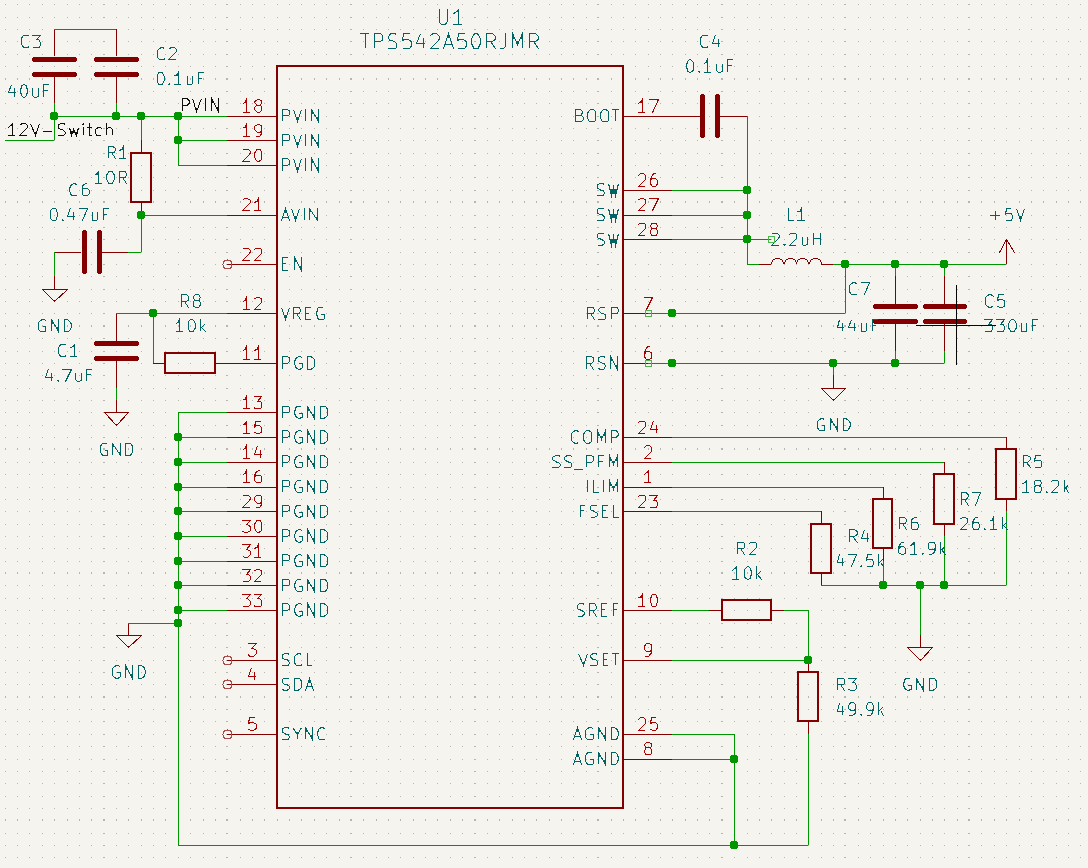 U1
TPS542A50RJMR
C3
40uF
C2
0.1uF
12V-Switch
PVIN
R1
10R
C6
0.47uF
GND
R8
10k
C1
4.7uF
GND
GND
18 PVIN
19 PVIN
20 PVIN
21 AVIN
22 EN
12 VREG
11 PGD
13 PGND
15 PGND
14 PGND
16 PGND
29 PGND
30 PGND
31 PGND
32 PGND
33 PGND
3 SCL
4 SDA
5 SYNC
BOOT 17
SW 26
SW 27
SW 28
RSP 7
RSN 6
COMP 24
SS_PFM 2
ILIM 1
FSEL 23
SREF 10
VSET 9
AGND 25
AGND 8
C4
0.1uF
L1
2.2uH
+5V
C7
44uF
C5
330uF
GND
R5
18.2k
R7
26.1k
R6
61.9k
R4
47.5k
R2
10k
GND
R3
49.9k